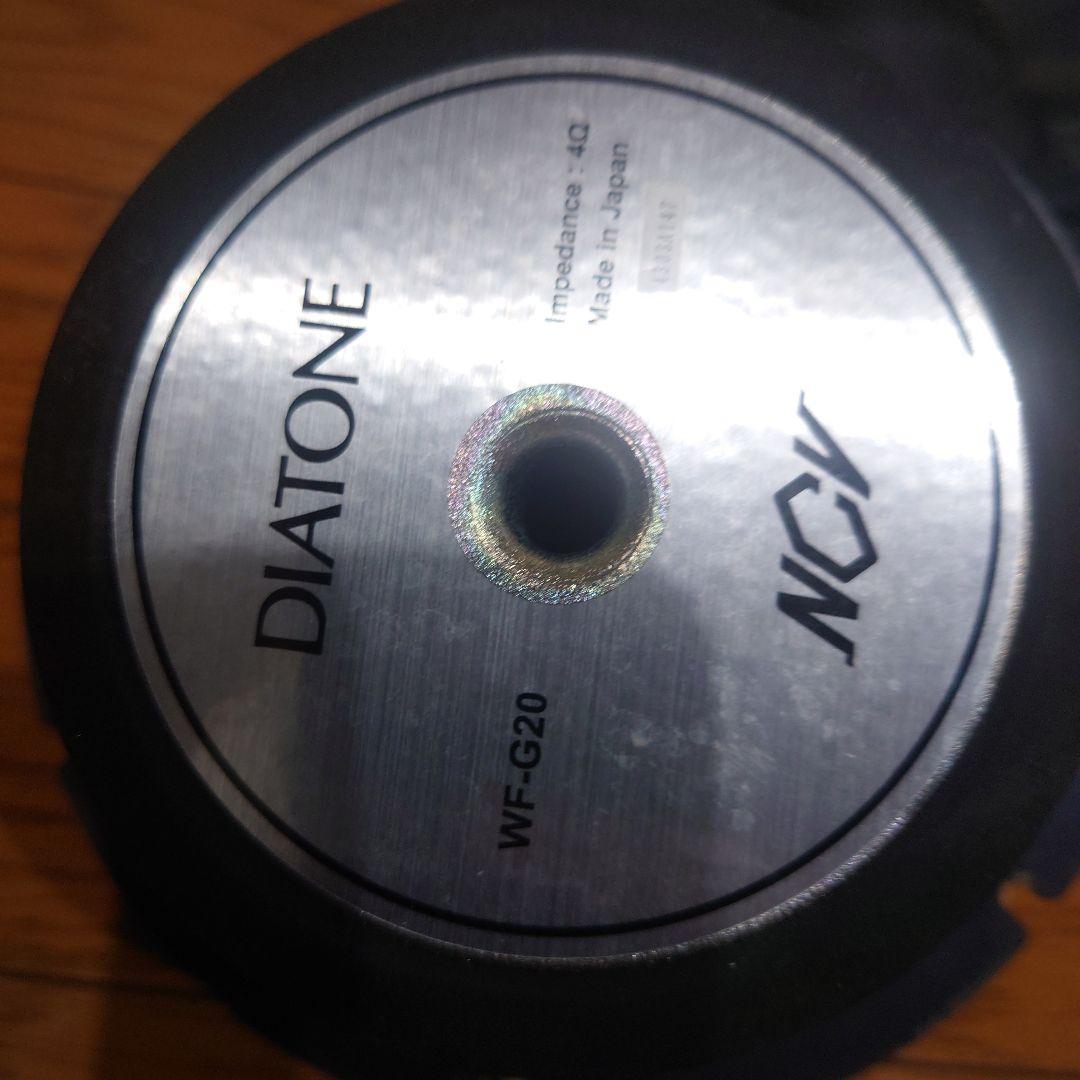 DIATONE
WF-G20
Impedance : 4Ω
Made in Japan
NCV